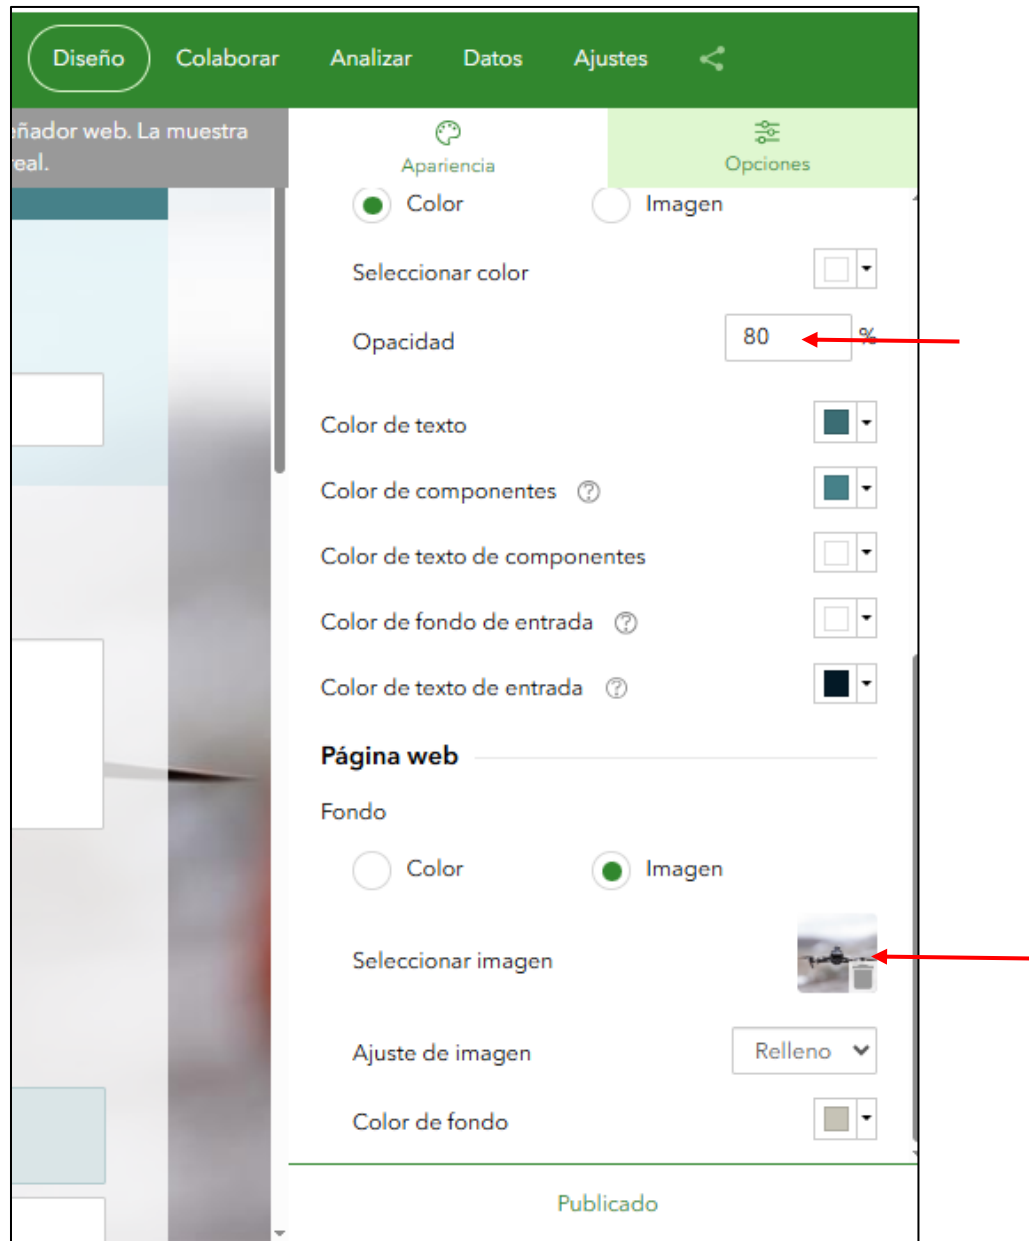 Diseño Colaborar Analizar Datos Ajustes
eñador web. La muestra
eal.
Apariencia Opciones
Color Imagen
Seleccionar color
Opacidad 80 %
Color de texto
Color de componentes ?
Color de texto de componentes
Color de fondo de entrada ?
Color de texto de entrada ?
Página web
Fondo
Color Imagen
Seleccionar imagen
Ajuste de imagen Relleno
Color de fondo
Publicado